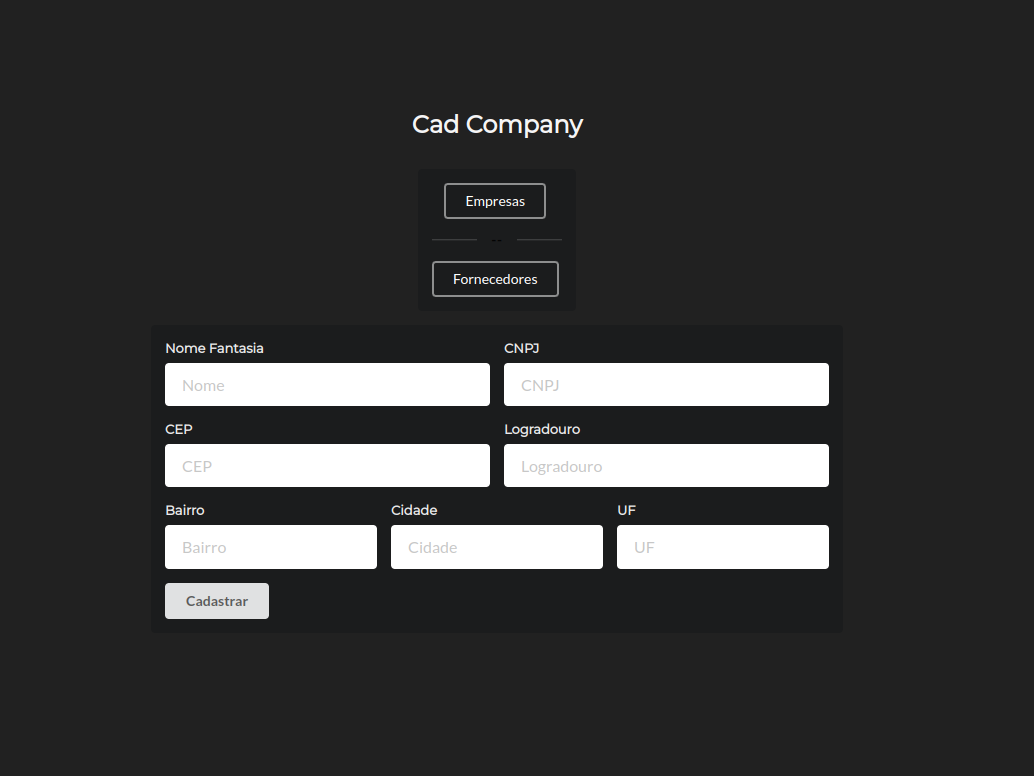 Cad Company
Empresas
--
Fornecedores
Nome Fantasia CNPJ
Nome CNPJ
CEP Logradouro
CEP Logradouro
Bairro Cidade UF
Bairro Cidade UF
Cadastrar